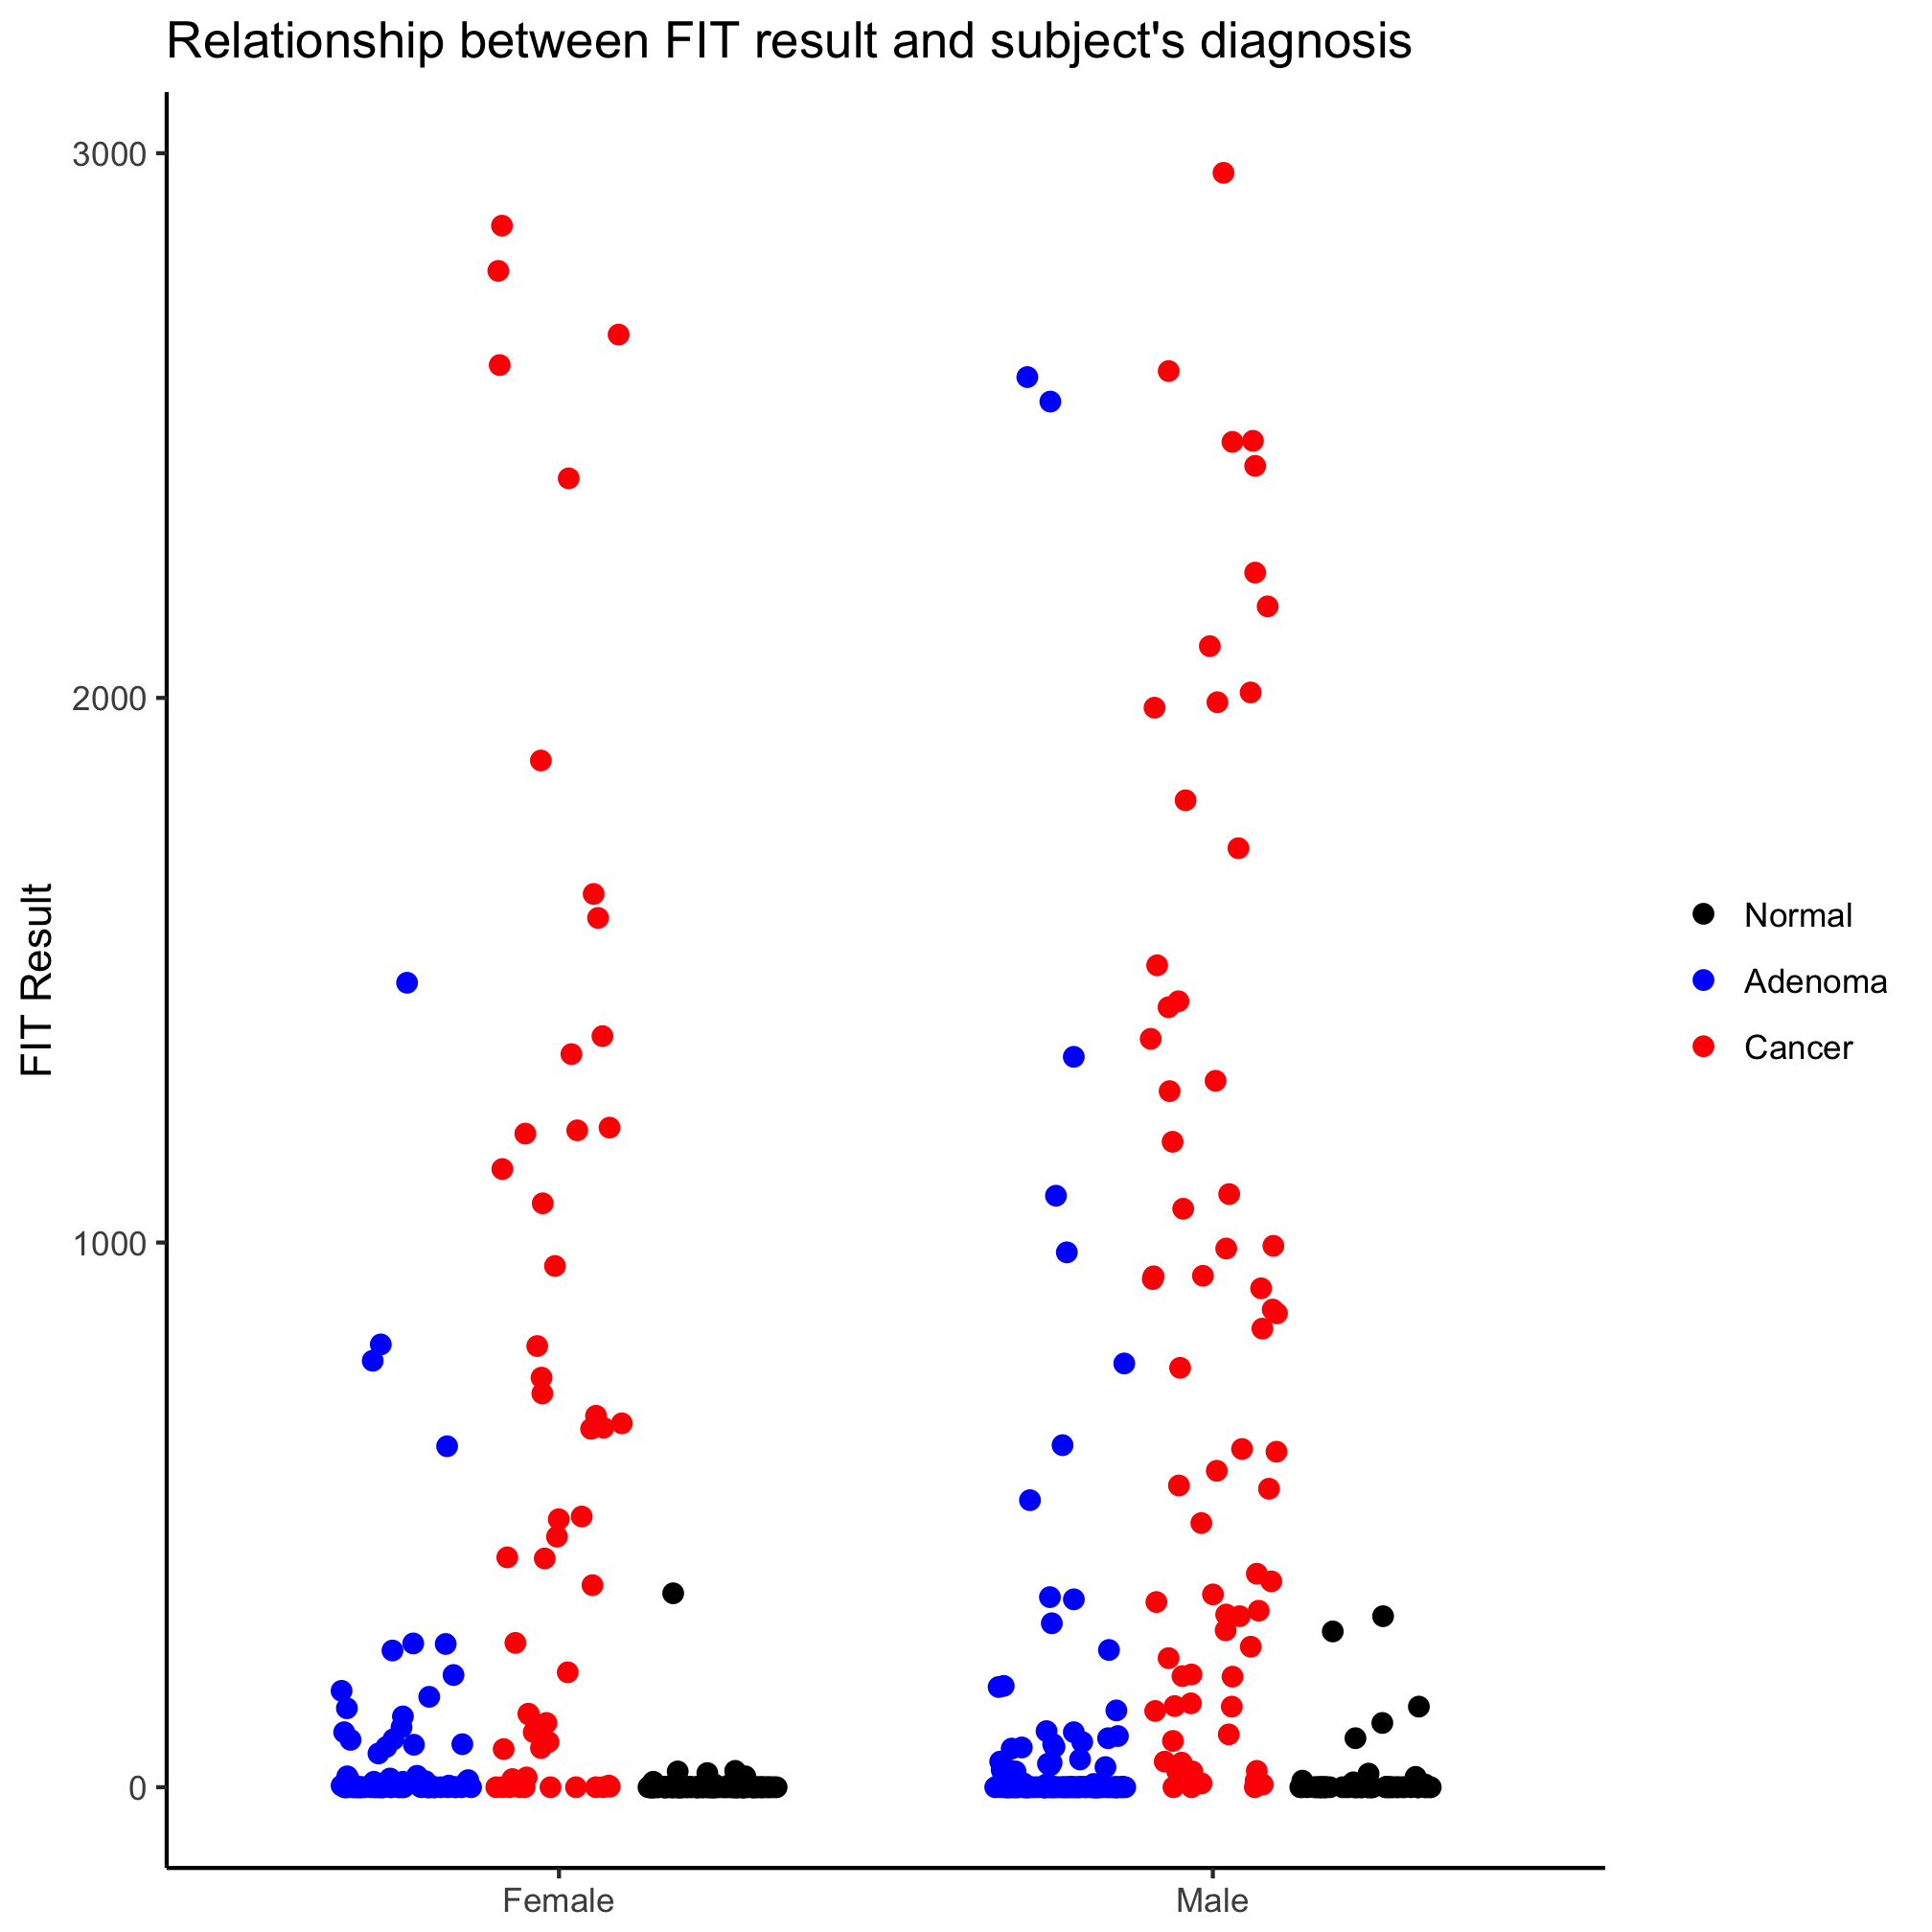 Relationship between FIT result and subject's diagnosis
3000
2000
1000
0
FIT Result
Female
Male
Normal
Adenoma
Cancer